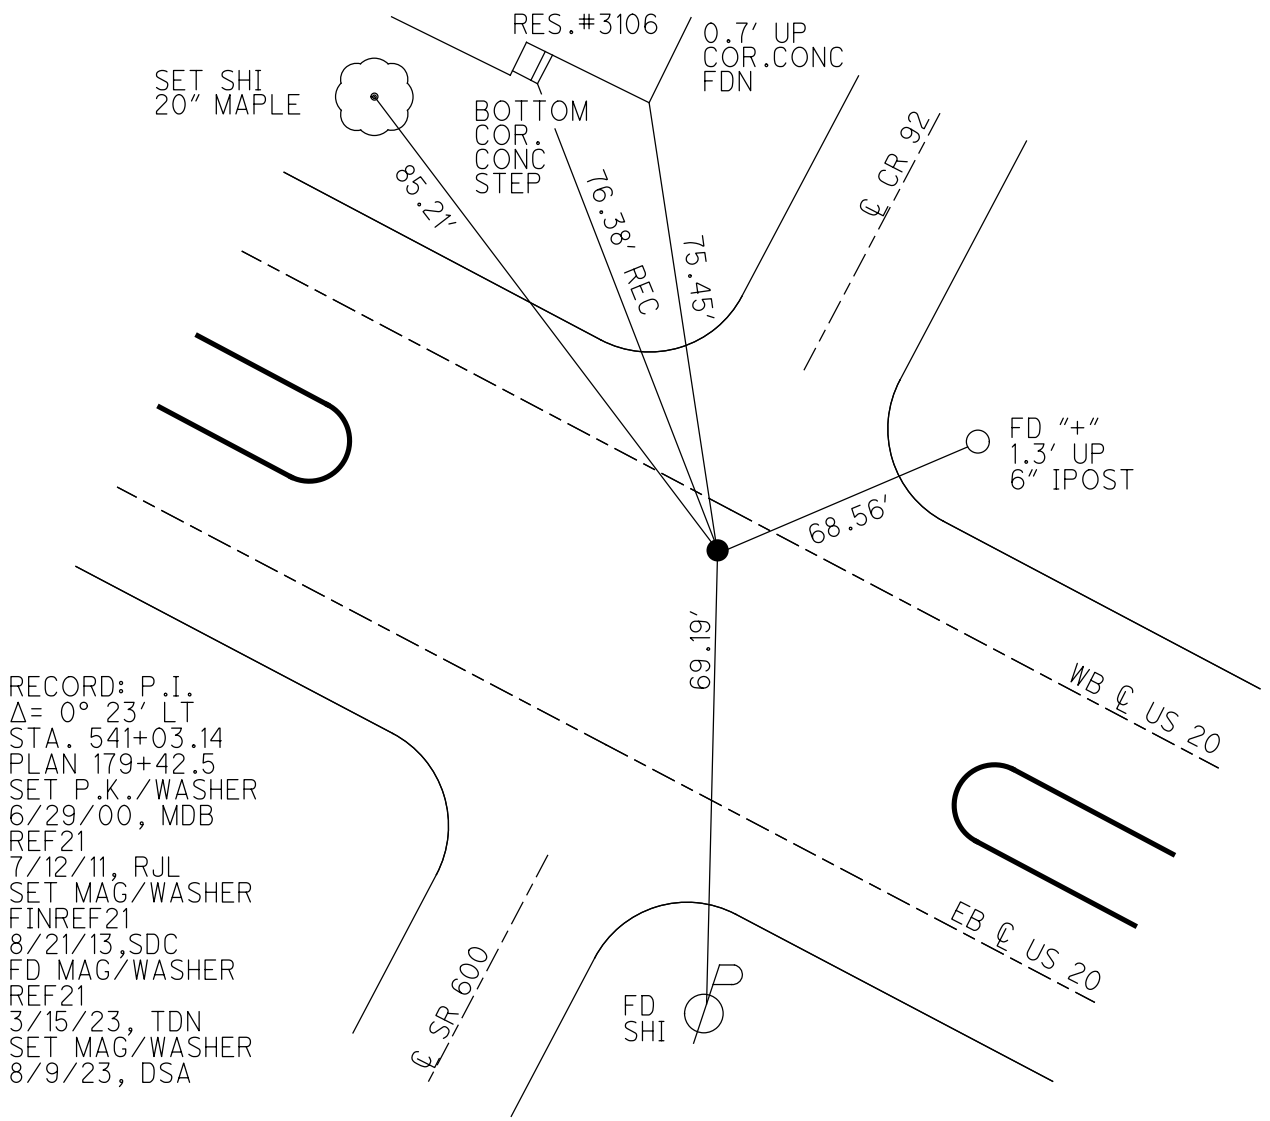 RES.#3106
0.7' UP
COR.CONC
FDN
SET SHI
20" MAPLE
BOTTOM
COR.
CONC
STEP
85.21'
76.38' REC
75.45'
℄ CR 92
FD "+"
1.3' UP
6" IPOST
68.56'
69.19'
WB ℄ US 20
EB ℄ US 20
℄ SR 600
FD
SHI
RECORD: P.I.
Δ= 0° 23' LT
STA. 541+03.14
PLAN 179+42.5
SET P.K./WASHER
6/29/00, MDB
REF21
7/12/11, RJL
SET MAG/WASHER
FINREF21
8/21/13,SDC
FD MAG/WASHER
REF21
3/15/23, TDN
SET MAG/WASHER
8/9/23, DSA